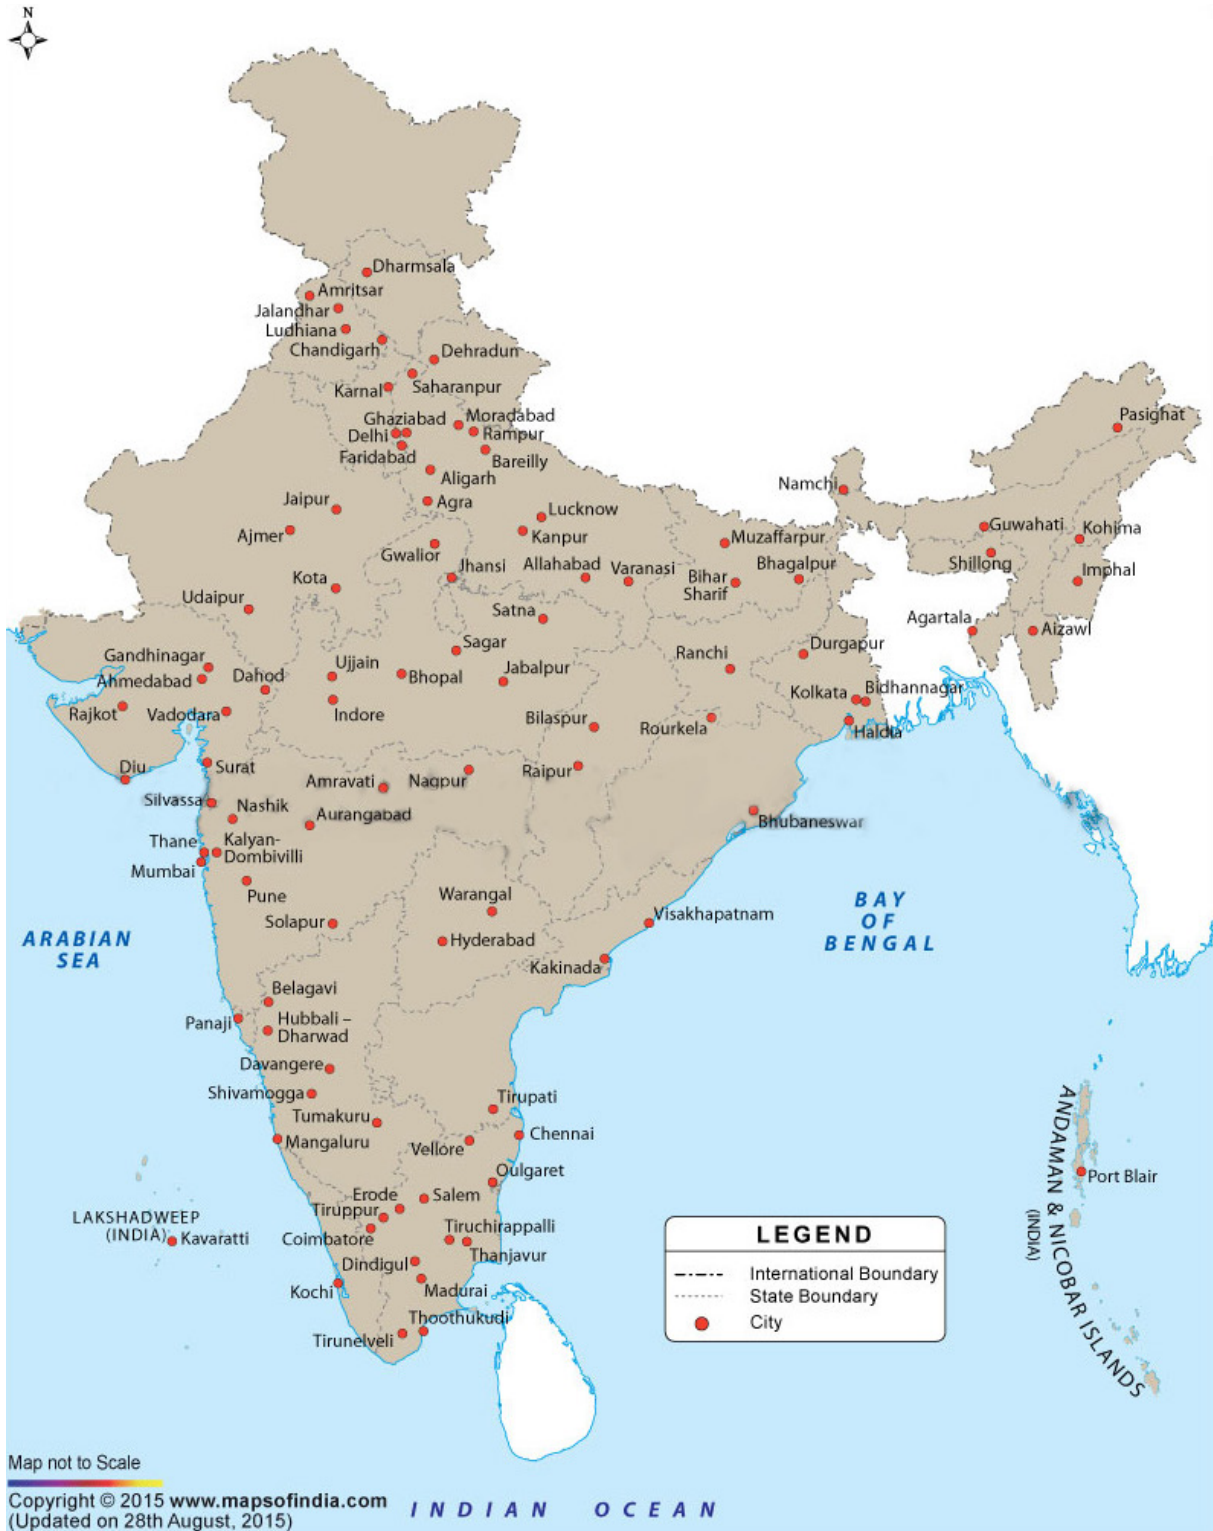 N
Dharmsala
Amritsar
Jalandhar
Ludhiana
Chandigarh
Dehradun
Karnal
Saharanpur
Ghaziabad
Moradabad
Delhi
Rampur
Faridabad
Bareilly
Aligarh
Pasighat
Namchi
Jaipur
Agra
Lucknow
Ajmer
Kanpur
Guwahati
Kohima
Gwalior
Muzaffarpur
Jhansi
Allahabad
Varanasi
Bihar
Sharif
Bhagalpur
Shillong
Imphal
Kota
Udaipur
Satna
Agartala
Aizawl
Sagar
Durgapur
Gandhinagar
Ahmedabad
Dahod
Ujjain
Bhopal
Jabalpur
Ranchi
Kolkata
Bidhannagar
Rajkot
Vadodara
Indore
Bilaspur
Rourkela
Haldia
Diu
Surat
Amravati
Nagpur
Raipur
Silvassa
Nashik
Aurangabad
Bhubaneswar
Thane
Kalyan-
Dombivilli
Mumbai
Pune
Warangal
Solapur
Visakhapatnam
Hyderabad
Kakinada
ARABIAN
SEA
BAY
OF
BENGAL
Belagavi
Panaji
Hubbali –
Dharwad
Davangere
Shivamogga
Tumakuru
Tirupati
Mangaluru
Vellore
Chennai
Oulgaret
Port Blair
ANDAMAN & NICOBAR ISLANDS
(INDIA)
Erode
Salem
Tiruppur
Coimbatore
Tiruchirappalli
Thanjavur
LAKSHADWEEP
(INDIA)
Kavaratti
Dindigul
Kochi
Madurai
Thoothukudi
Tirunelveli
LEGEND
International Boundary
State Boundary
City
Map not to Scale
Copyright © 2015 www.mapsofindia.com
(Updated on 28th August, 2015)
INDIAN OCEAN